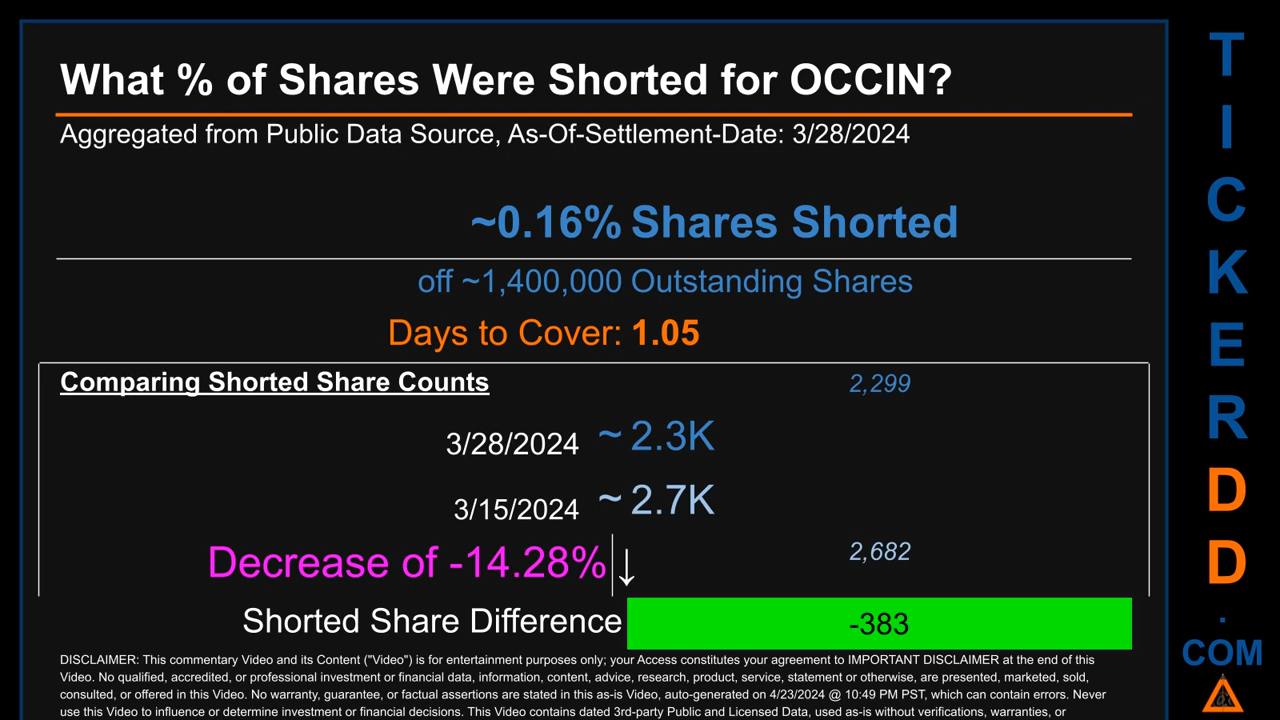 What % of Shares Were Shorted for OCCIN?
Aggregated from Public Data Source, As-Of-Settlement-Date: 3/28/2024
~0.16% Shares Shorted
off ~1,400,000 Outstanding Shares
Days to Cover: 1.05
Comparing Shorted Share Counts
2,299
3/28/2024 ~ 2.3K
3/15/2024 ~ 2.7K
Decrease of -14.28% ↓
2,682
Shorted Share Difference -383
DISCLAIMER: This commentary Video and its Content ("Video") is for entertainment purposes only; your Access constitutes your agreement to IMPORTANT DISCLAIMER at the end of this
Video. No qualified, accredited, or professional investment or financial data, information, content, advice, research, product, service, statement or otherwise, are presented, marketed, sold,
consulted, or offered in this Video. No warranty, guarantee, or factual assertions are stated in this as-is Video, auto-generated on 4/23/2024 @ 10:49 PM PST, which can contain errors. Never
use this Video to influence or determine investment or financial decisions. This Video contains dated 3rd-party Public and Licensed Data, used as-is without verifications, warranties, or
T
I
C
K
E
R
D
D
.
COM